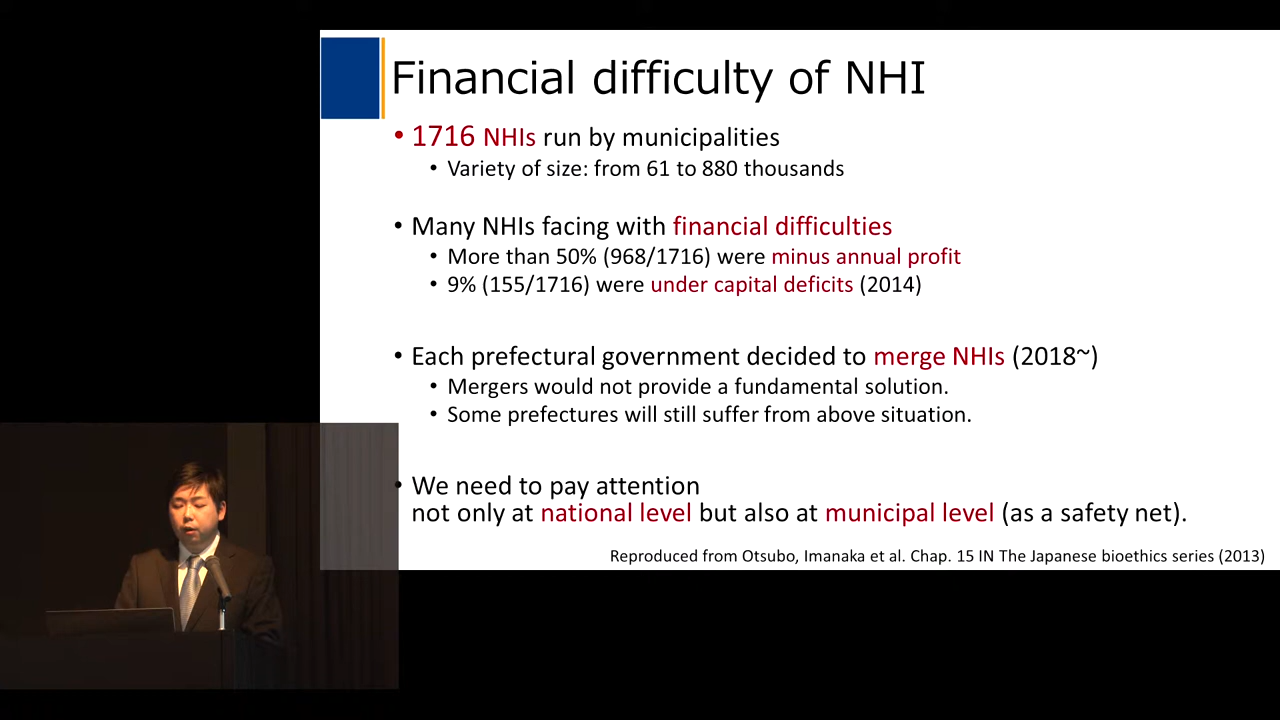 Financial difficulty of NHI
• 1716 NHIs run by municipalities
• Variety of size: from 61 to 880 thousands
• Many NHIs facing with financial difficulties
• More than 50% (968/1716) were minus annual profit
• 9% (155/1716) were under capital deficits (2014)
• Each prefectural government decided to merge NHIs (2018~)
• Mergers would not provide a fundamental solution.
• Some prefectures will still suffer from above situation.
• We need to pay attention
not only at national level but also at municipal level (as a safety net).
Reproduced from Otsubo, Imanaka et al. Chap. 15 IN The Japanese bioethics series (2013)